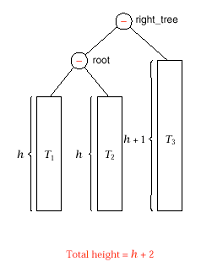 − right_tree
− root
h T₁ h T₂ h + 1 T₃
Total height = h + 2